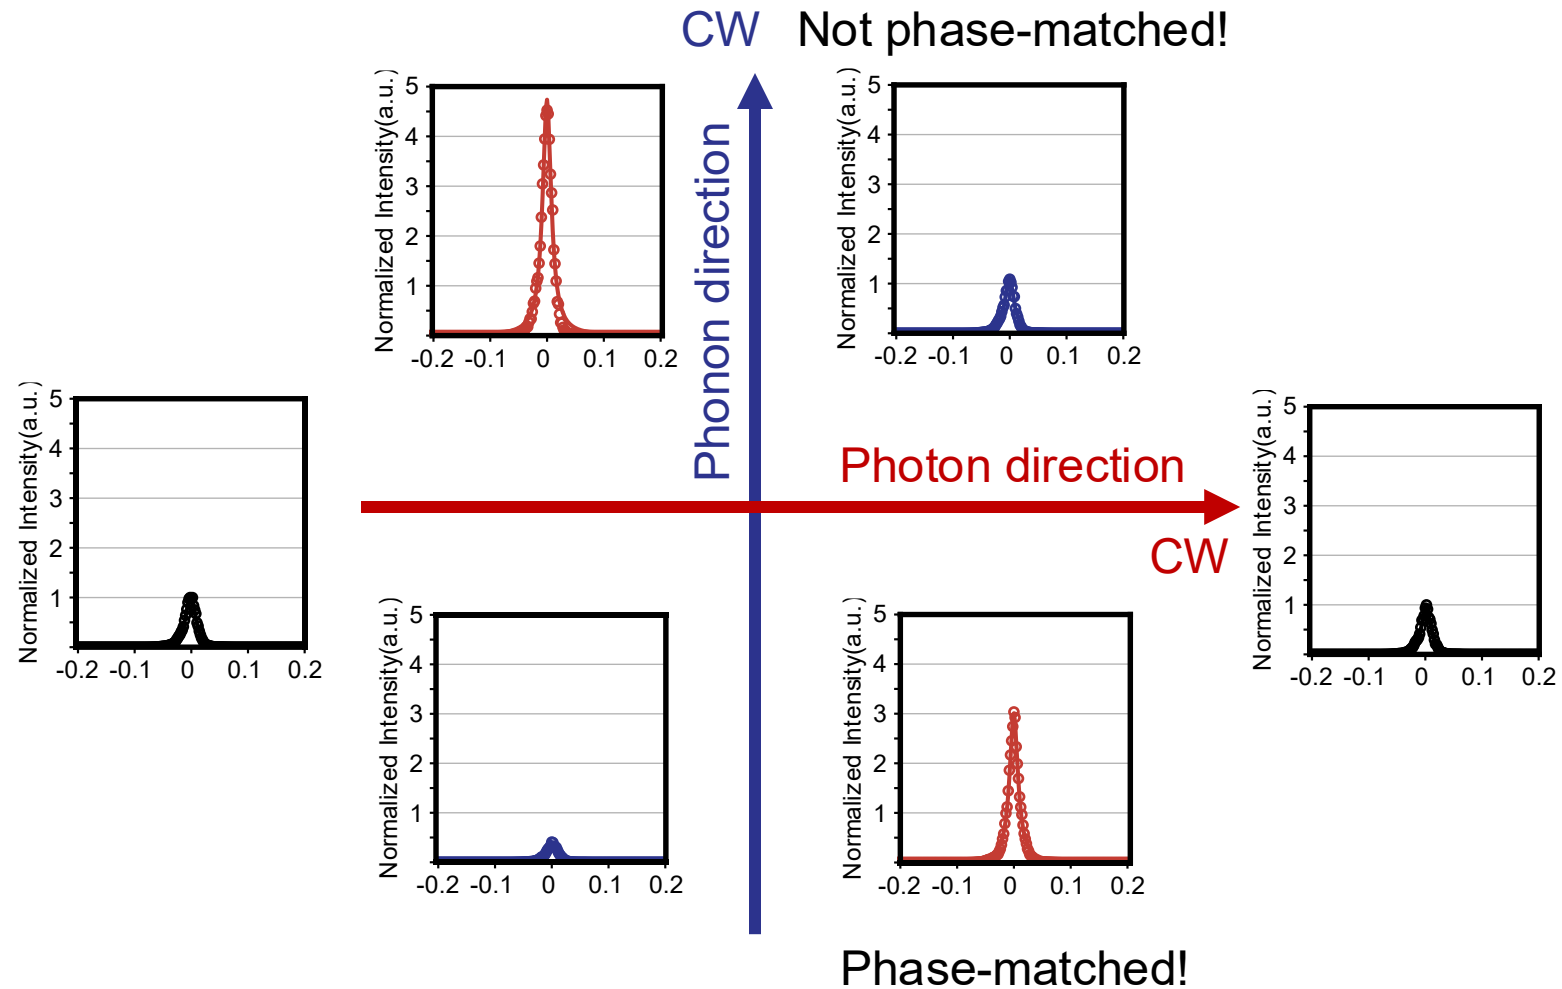 CW Not phase-matched!
Normalized Intensity(a.u.)
5
4
3
2
1
-0.2 -0.1 0 0.1 0.2
Phonon direction
Normalized Intensity(a.u.)
5
4
3
2
1
-0.2 -0.1 0 0.1 0.2
Normalized Intensity(a.u.)
5
4
3
2
1
-0.2 -0.1 0 0.1 0.2
Photon direction
CW
Normalized Intensity(a.u.)
5
4
3
2
1
-0.2 -0.1 0 0.1 0.2
Normalized Intensity(a.u.)
5
4
3
2
1
-0.2 -0.1 0 0.1 0.2
Normalized Intensity(a.u.)
5
4
3
2
1
-0.2 -0.1 0 0.1 0.2
Phase-matched!